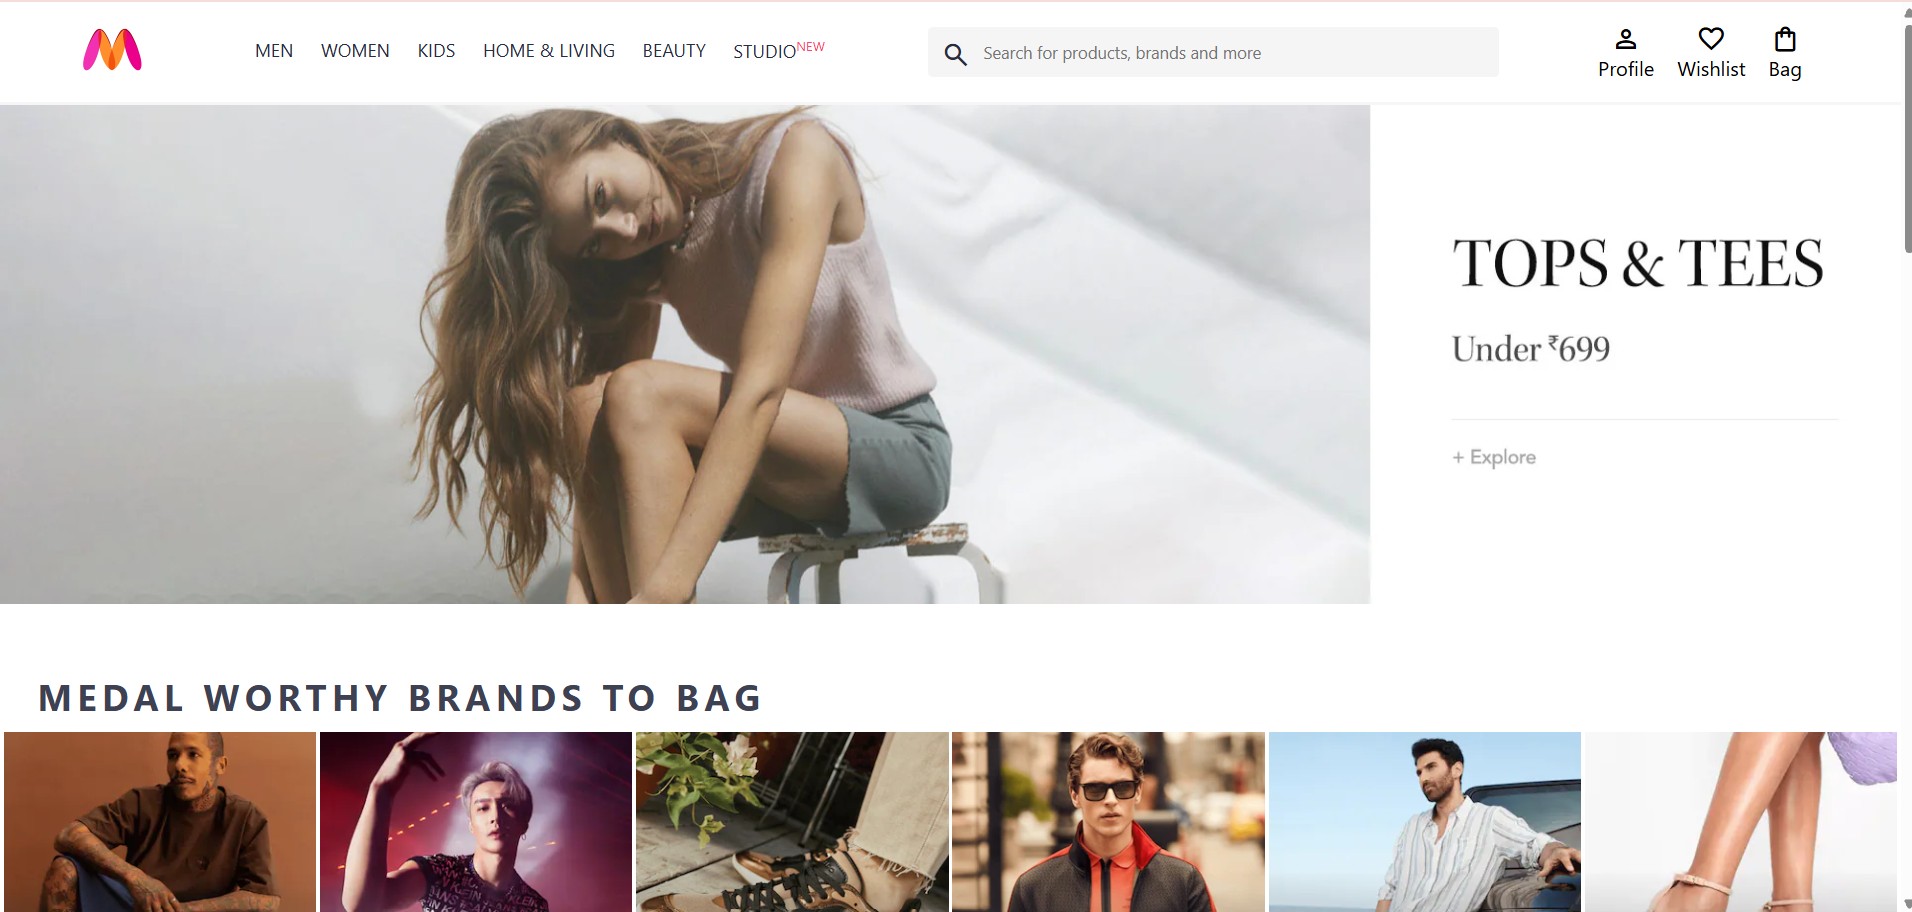 MEN WOMEN KIDS HOME & LIVING BEAUTY STUDIO NEW
Search for products, brands and more
Profile Wishlist Bag
TOPS & TEES
Under ₹699
+ Explore
MEDAL WORTHY BRANDS TO BAG